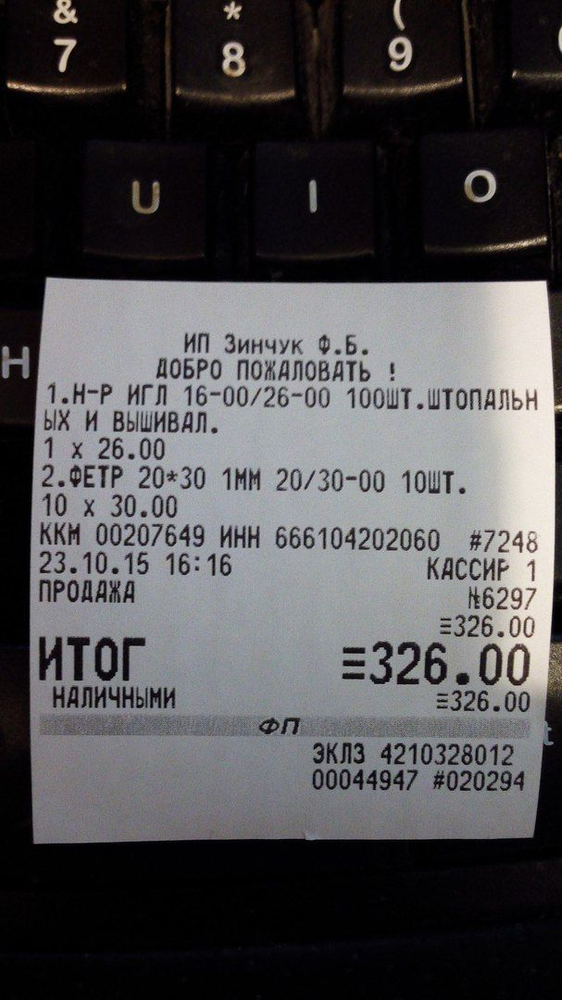 & * (
7 8 9
U I O
H
ИП Зинчук Ф.Б.
ДОБРО ПОЖАЛОВАТЬ !
1.Н-Р ИГЛ 16-00/26-00 100ШТ.ШТОПАЛЬН
ЫХ И ВЫШИВАЛ.
1 x 26.00
2.ФЕТР 20*30 1ММ 20/30-00 10ШТ.
10 x 30.00
ККМ 00207649 ИНН 666104202060 #7248
23.10.15 16:16 КАССИР 1
ПРОДАЖА №6297
≡326.00
ИТОГ ≡326.00
НАЛИЧНЫМИ ≡326.00
ФП
ЭКЛЗ 4210328012
00044947 #020294